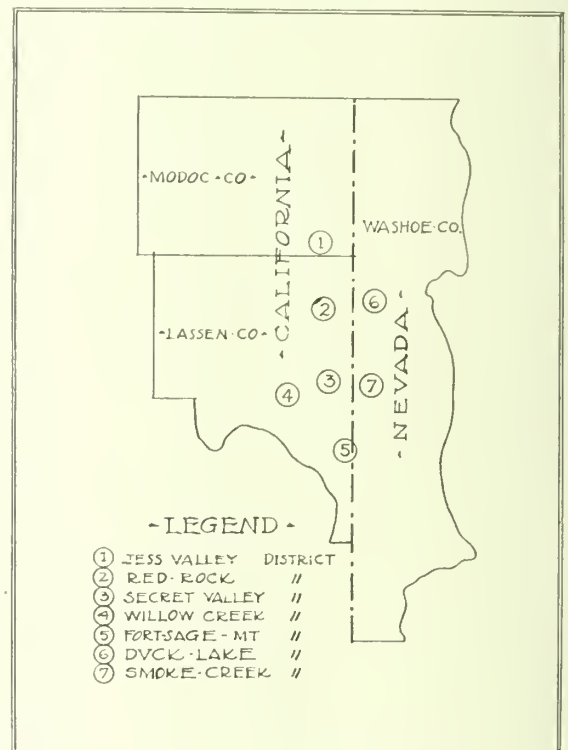 -MODOC-CO-
-CALIFORNIA-
WASHOE-CO.
1
2
6
-LASSEN-CO-
-NEVADA-
3
7
4
5
-LEGEND-
1 JESS VALLEY DISTRICT
2 RED-ROCK "
3 SECRET VALLEY "
4 WILLOW CREEK "
5 FORT-SAGE-MT "
6 DVCK-LAKE "
7 SMOKE-CREEK "